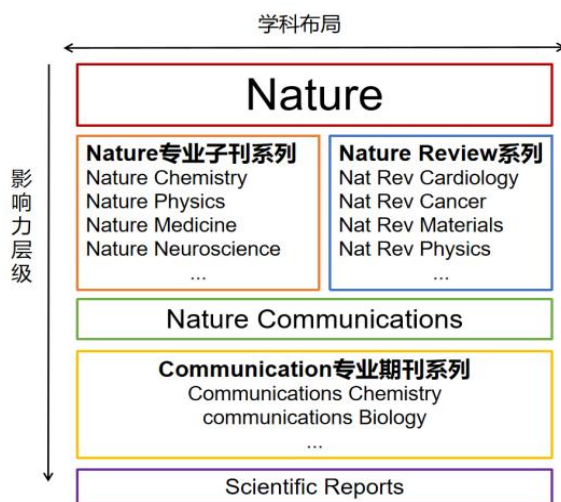 学科布局
影响力层级
Nature
Nature专业子刊系列
Nature Chemistry
Nature Physics
Nature Medicine
Nature Neuroscience
...
Nature Review系列
Nat Rev Cardiology
Nat Rev Cancer
Nat Rev Materials
Nat Rev Physics
...
Nature Communications
Communication专业期刊系列
Communications Chemistry
communications Biology
...
Scientific Reports